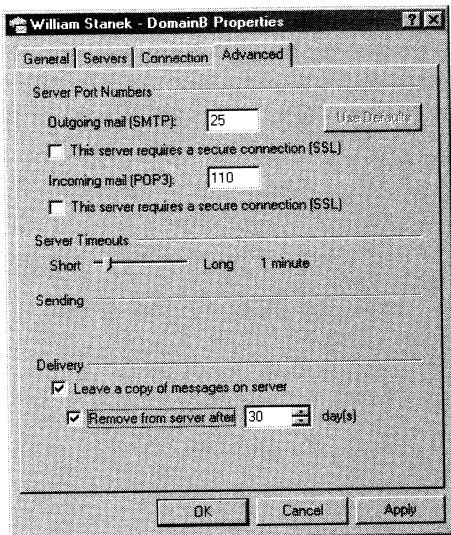 William Stanek - DomainB Properties
General Servers Connection Advanced
Server Port Numbers
Outgoing mail (SMTP): 25 Use Defaults
This server requires a secure connection (SSL)
Incoming mail (POP3): 110
This server requires a secure connection (SSL)
Server Timeouts
Short Long 1 minute
Sending
Delivery
Leave a copy of messages on server
Remove from server after 30 day(s)
OK Cancel Apply